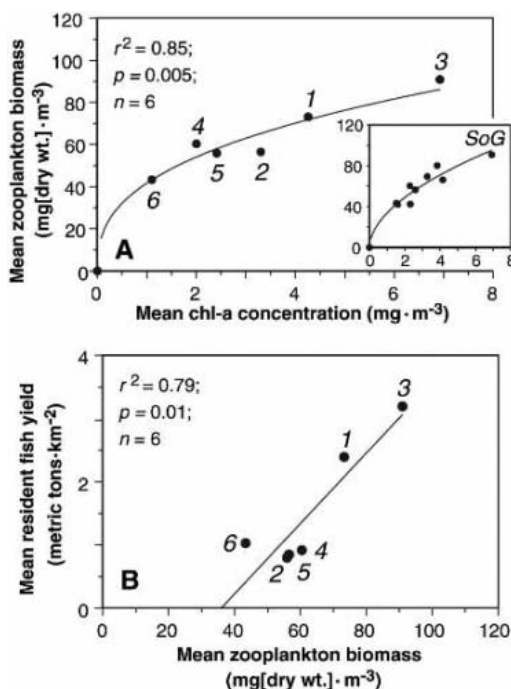 120
100
80
60
40
20
0
Mean zooplankton biomass
(mg[dry wt.]·m-3)
r2 = 0.85;
p = 0.005;
n = 6
A
6
4
5
2
1
3
SoG
120
80
40
0
0 2 4 6 8
0 2 4 6 8
Mean chl-a concentration (mg·m-3)
4
2
0
Mean resident fish yield
(metric tons·km-2)
r2 = 0.79;
p = 0.01;
n = 6
B
6
2
5
4
1
3
0 20 40 60 80 100 120
Mean zooplankton biomass
(mg[dry wt.]·m-3)